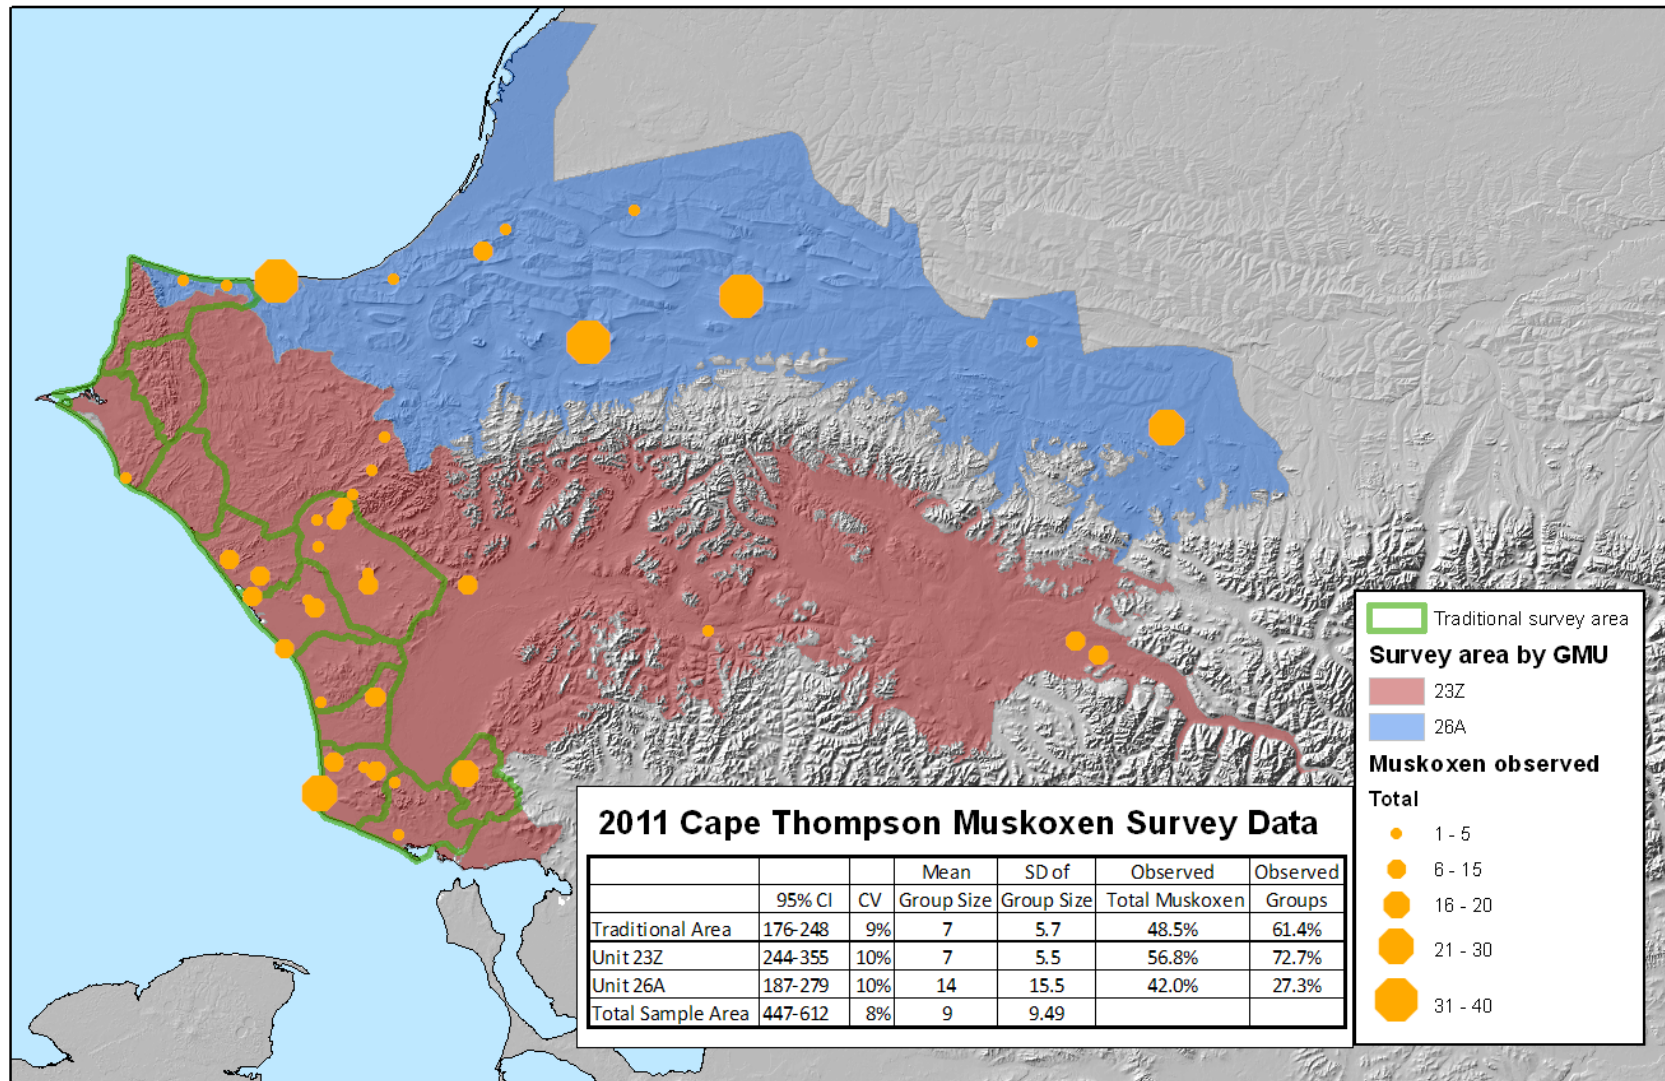 Traditional survey area
Survey area by GMU
23Z
26A
Muskoxen observed
Total
1 - 5
6 - 15
16 - 20
21 - 30
31 - 40
2011 Cape Thompson Muskoxen Survey Data
Mean SD of Observed Observed
95% CI CV Group Size Group Size Total Muskoxen Groups
Traditional Area 176-248 9% 7 5.7 48.5% 61.4%
Unit 23Z 244-355 10% 7 5.5 56.8% 72.7%
Unit 26A 187-279 10% 14 15.5 42.0% 27.3%
Total Sample Area 447-612 8% 9 9.49